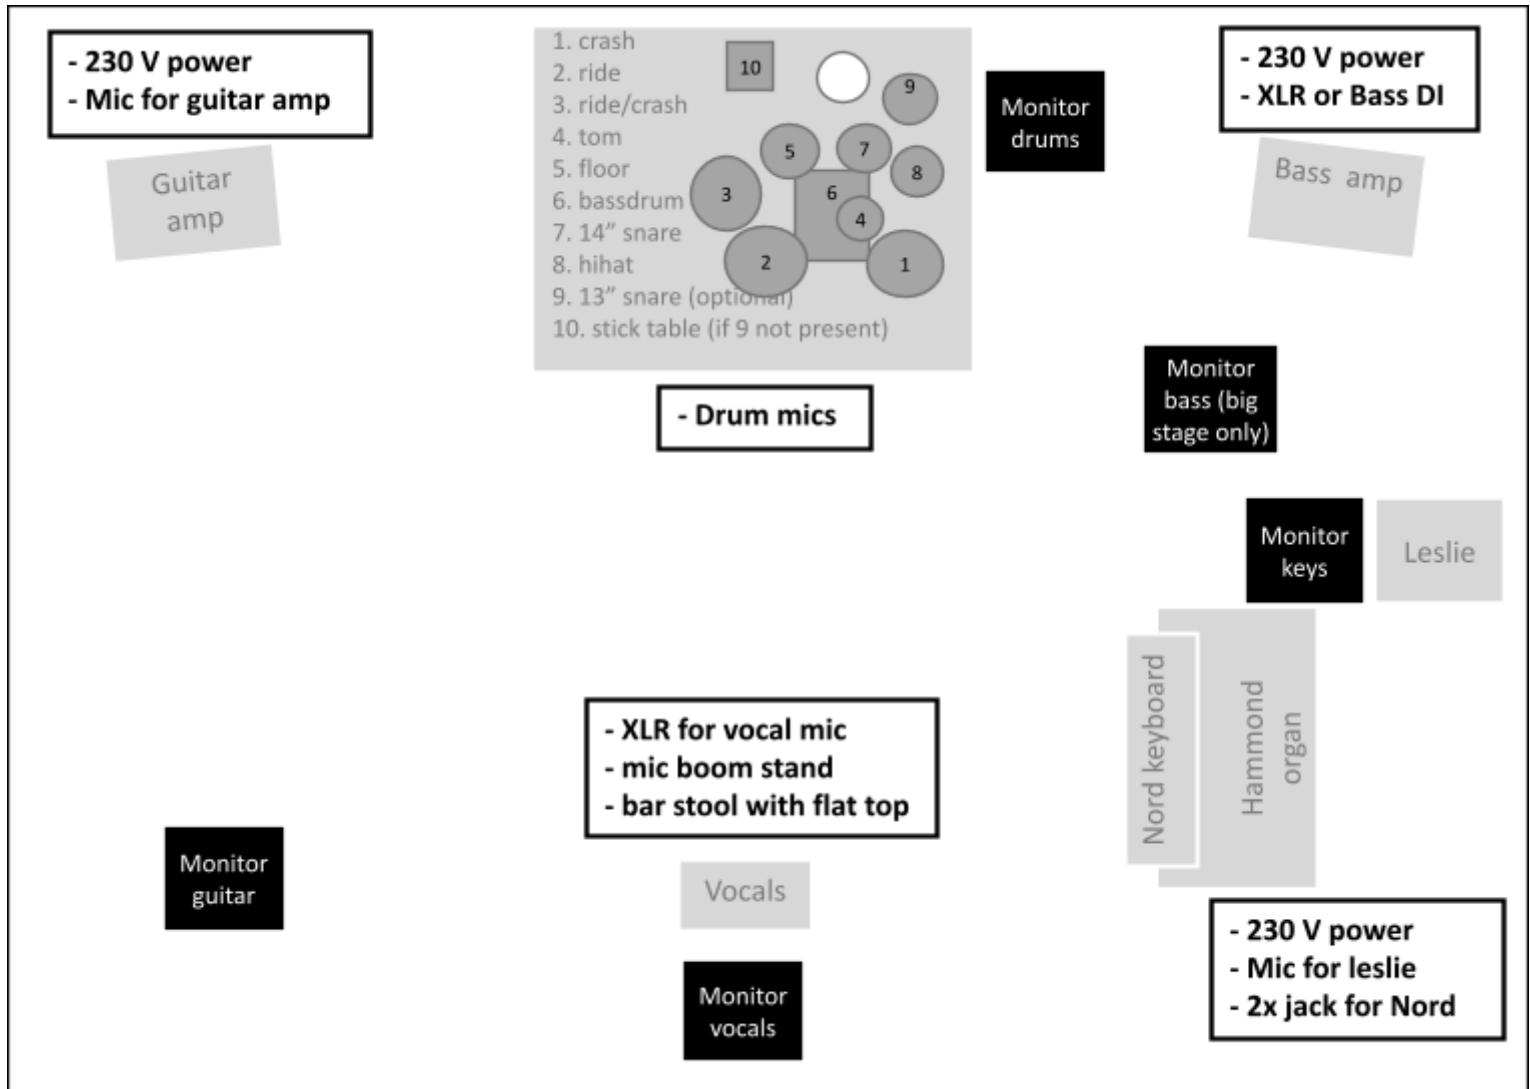 - 230 V power
- Mic for guitar amp
Guitar
amp
1. crash
2. ride
3. ride/crash
4. tom
5. floor
6. bassdrum
7. 14” snare
8. hihat
9. 13” snare (optional)
10. stick table (if 9 not present)
10
9
5
7
8
3
6
4
2
1
- Drum mics
Monitor
drums
- 230 V power
- XLR or Bass DI
Bass amp
Monitor
bass (big
stage only)
Monitor
keys
Leslie
Nord keyboard
Hammond
organ
- 230 V power
- Mic for leslie
- 2x jack for Nord
- XLR for vocal mic
- mic boom stand
- bar stool with flat top
Vocals
Monitor
vocals
Monitor
guitar